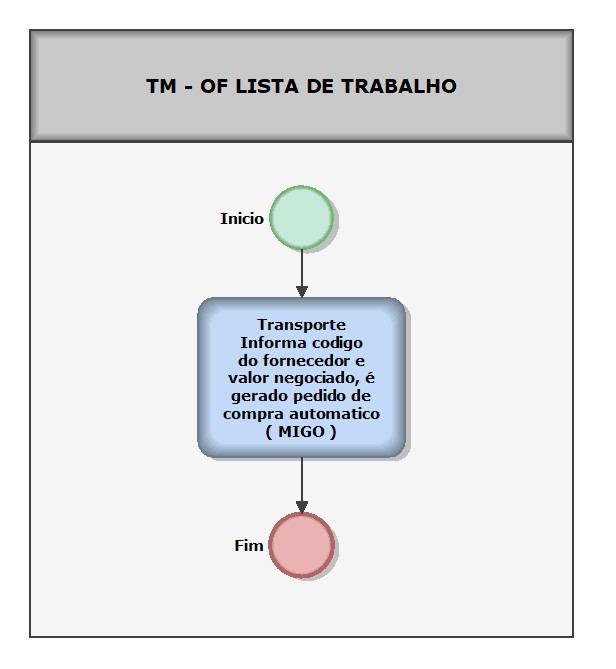 TM - OF LISTA DE TRABALHO
Inicio
Transporte
Informa codigo
do fornecedor e
valor negociado, é
gerado pedido de
compra automatico
( MIGO )
Fim